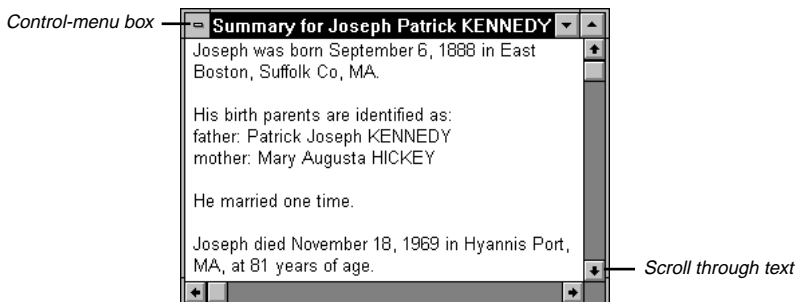 Control-menu box
Summary for Joseph Patrick KENNEDY
Joseph was born September 6, 1888 in East
Boston, Suffolk Co, MA.
His birth parents are identified as:
father: Patrick Joseph KENNEDY
mother: Mary Augusta HICKEY
He married one time.
Joseph died November 18, 1969 in Hyannis Port,
MA, at 81 years of age.
Scroll through text